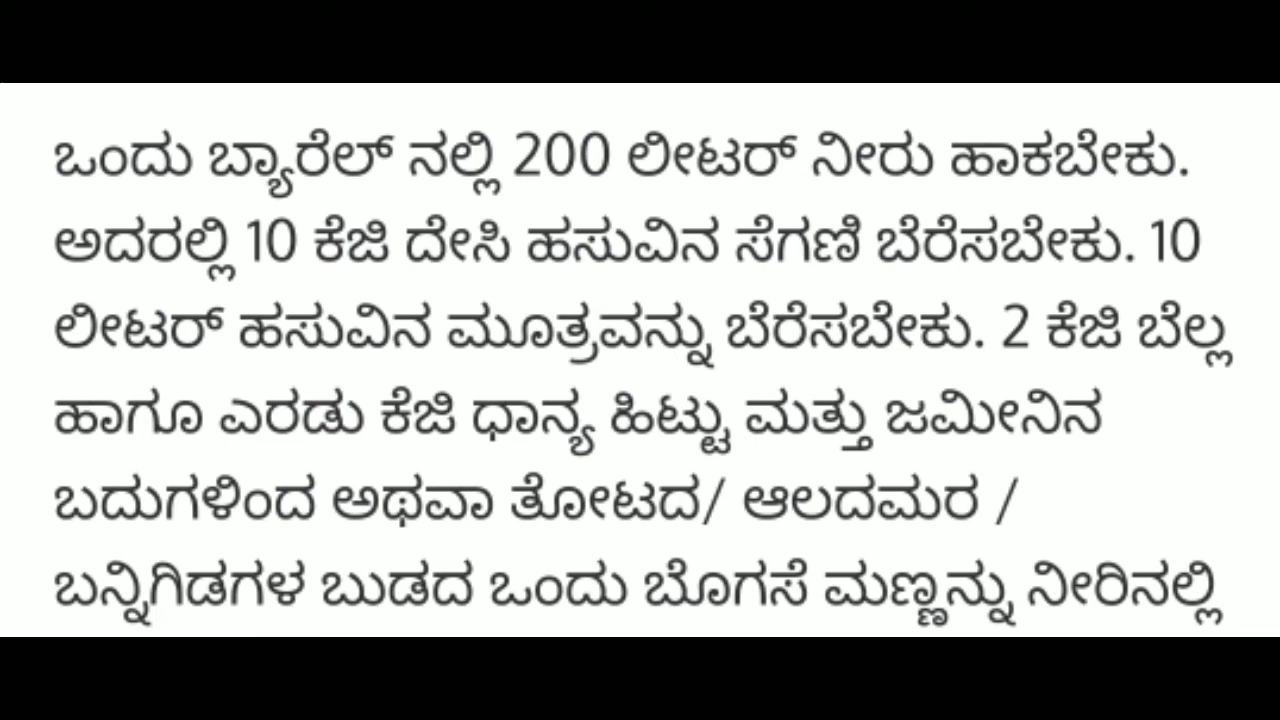 ಒಂದು ಬ್ಯಾರೆಲ್ ನಲ್ಲಿ 200 ಲೀಟರ್ ನೀರು ಹಾಕಬೇಕು.
ಅದರಲ್ಲಿ 10 ಕೆಜಿ ದೇಸಿ ಹಸುವಿನ ಸೆಗಣಿ ಬೆರೆಸಬೇಕು. 10
ಲೀಟರ್ ಹಸುವಿನ ಮೂತ್ರವನ್ನು ಬೆರೆಸಬೇಕು. 2 ಕೆಜಿ ಬೆಲ್ಲ
ಹಾಗೂ ಎರಡು ಕೆಜಿ ಧಾನ್ಯ ಹಿಟ್ಟು ಮತ್ತು ಜಮೀನಿನ
ಬದುಗಳಿಂದ ಅಥವಾ ತೋಟದ/ ಆಲದಮರ /
ಬನ್ನಿಗಿಡಗಳ ಬುಡದ ಒಂದು ಬೊಗಸೆ ಮಣ್ಣನ್ನು ನೀರಿನಲ್ಲಿ